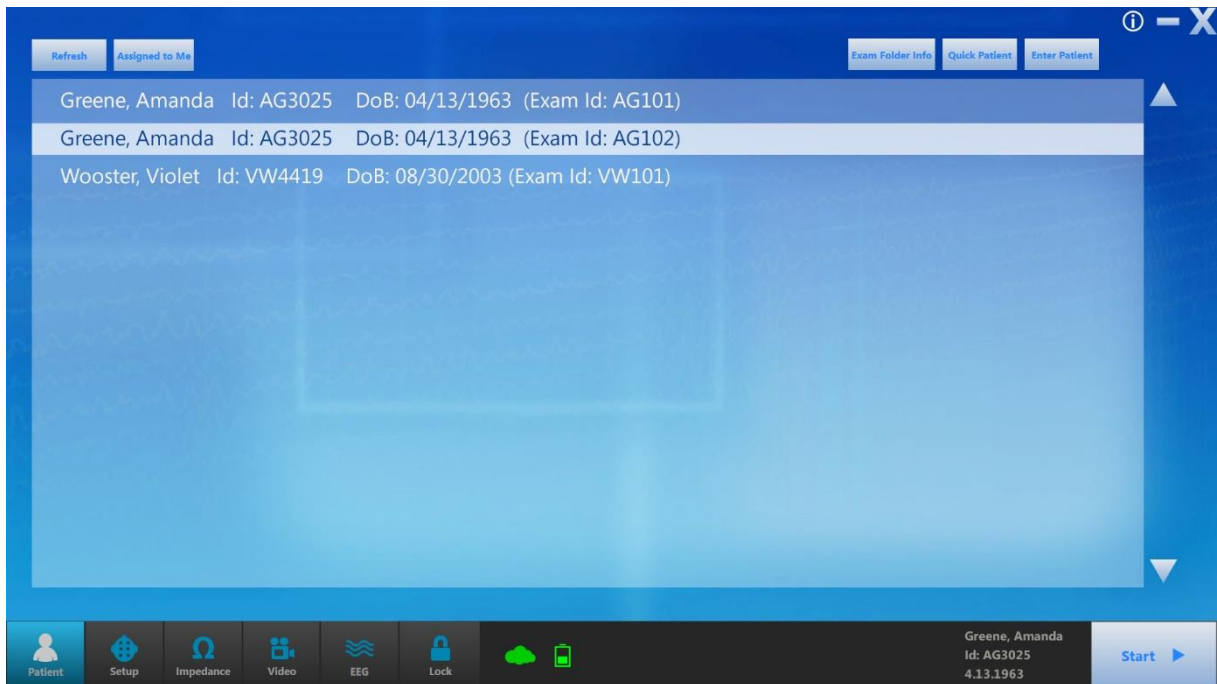 Refresh Assigned to Me Exam Folder Info Quick Patient Enter Patient
Greene, Amanda Id: AG3025 DoB: 04/13/1963 (Exam Id: AG101)
Greene, Amanda Id: AG3025 DoB: 04/13/1963 (Exam Id: AG102)
Wooster, Violet Id: VW4419 DoB: 08/30/2003 (Exam Id: VW101)
Patient Setup Impedance Video EEG Lock
Greene, Amanda
Id: AG3025
4.13.1963
Start